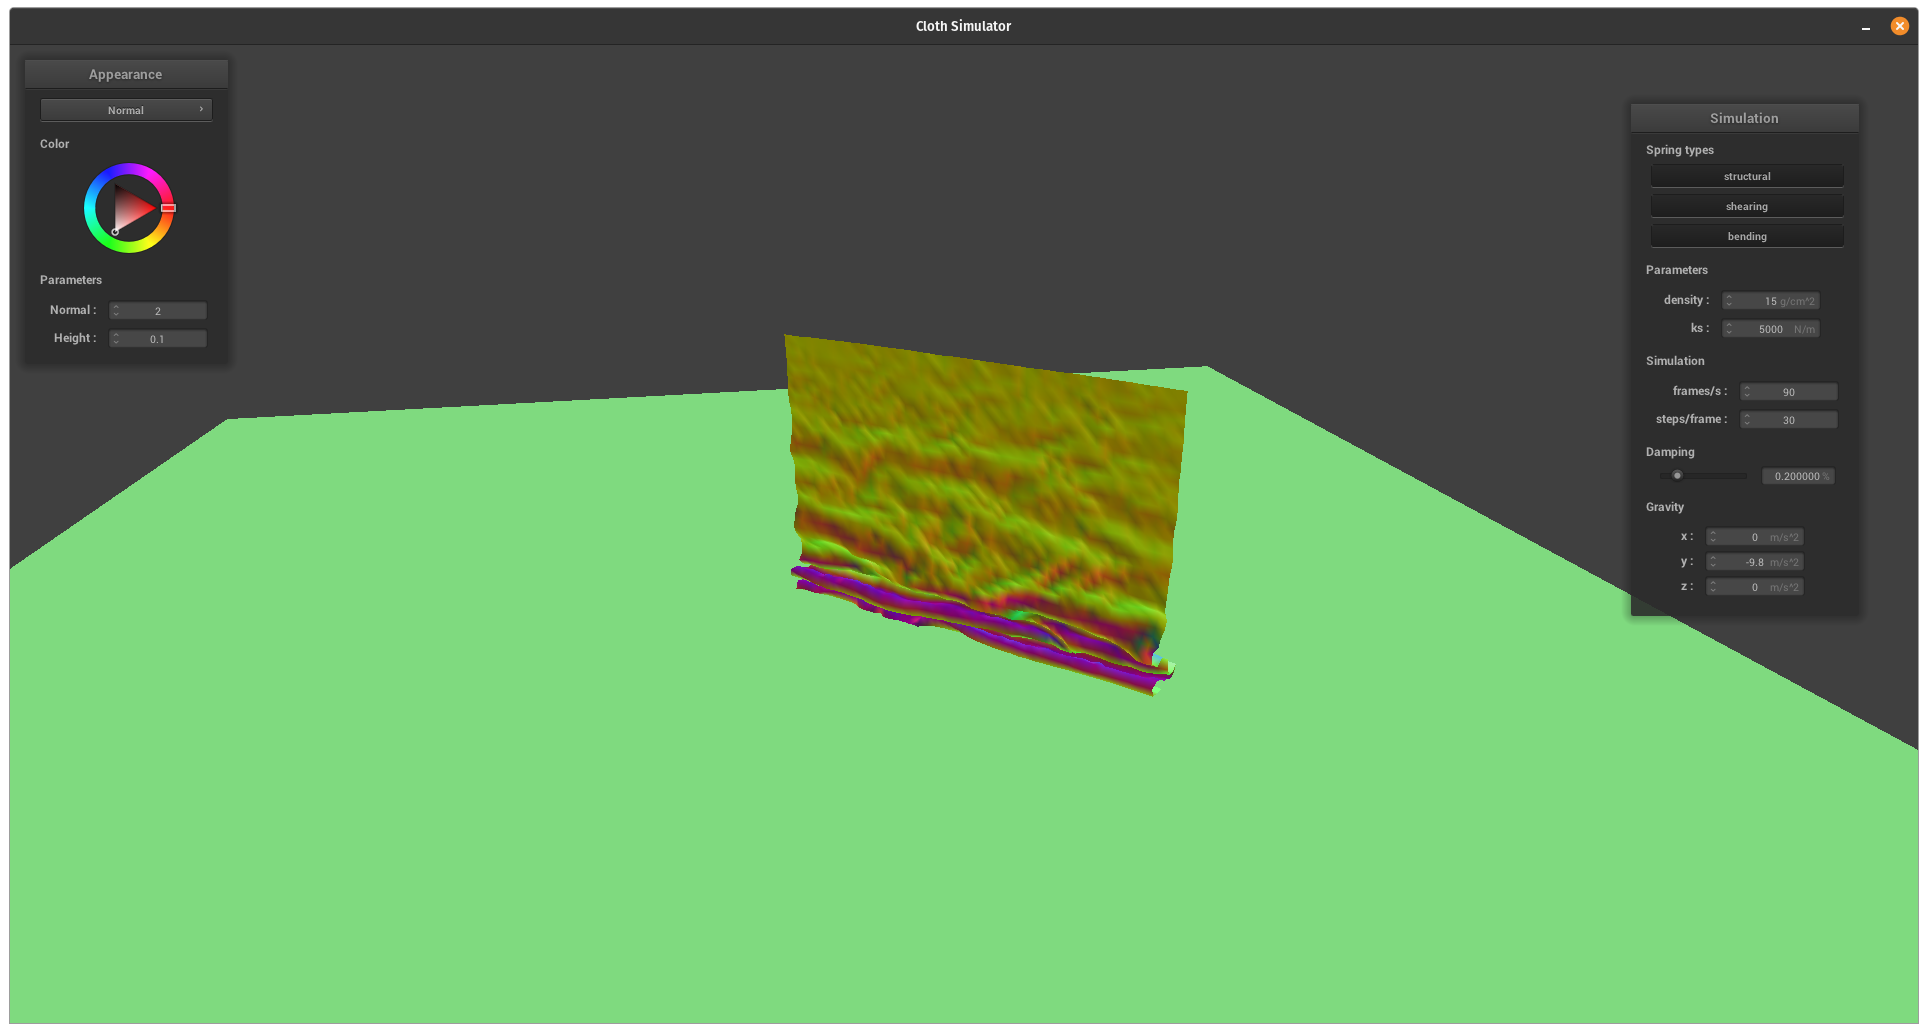 Cloth Simulator
Appearance
Normal
Color
Parameters
Normal : 2
Height : 0.1
Simulation
Spring types
structural
shearing
bending
Parameters
density : 15 g/cm^2
ks : 5000 N/m
Simulation
frames/s : 90
steps/frame : 30
Damping
0.200000 %
Gravity
x : 0 m/s^2
y : -9.8 m/s^2
z : 0 m/s^2